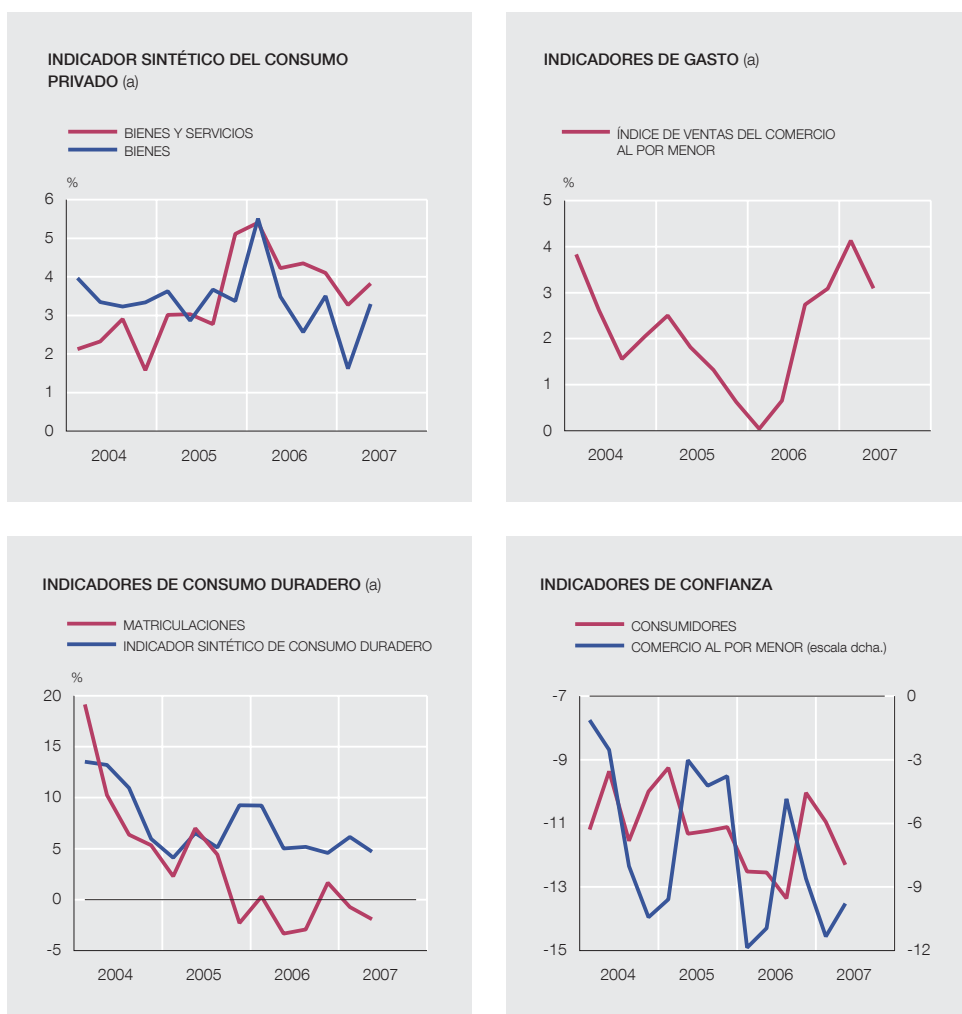 INDICADOR SINTÉTICO DEL CONSUMO
PRIVADO (a)
BIENES Y SERVICIOS
BIENES
%
6
5
4
3
2
1
0
2004 2005 2006 2007
INDICADORES DE GASTO (a)
ÍNDICE DE VENTAS DEL COMERCIO
AL POR MENOR
%
5
4
3
2
1
0
2004 2005 2006 2007
INDICADORES DE CONSUMO DURADERO (a)
MATRICULACIONES
INDICADOR SINTÉTICO DE CONSUMO DURADERO
%
20
15
10
5
0
-5
2004 2005 2006 2007
INDICADORES DE CONFIANZA
CONSUMIDORES
COMERCIO AL POR MENOR (escala dcha.)
-7 0
-9 -3
-11 -6
-13 -9
-15 -12
2004 2005 2006 2007